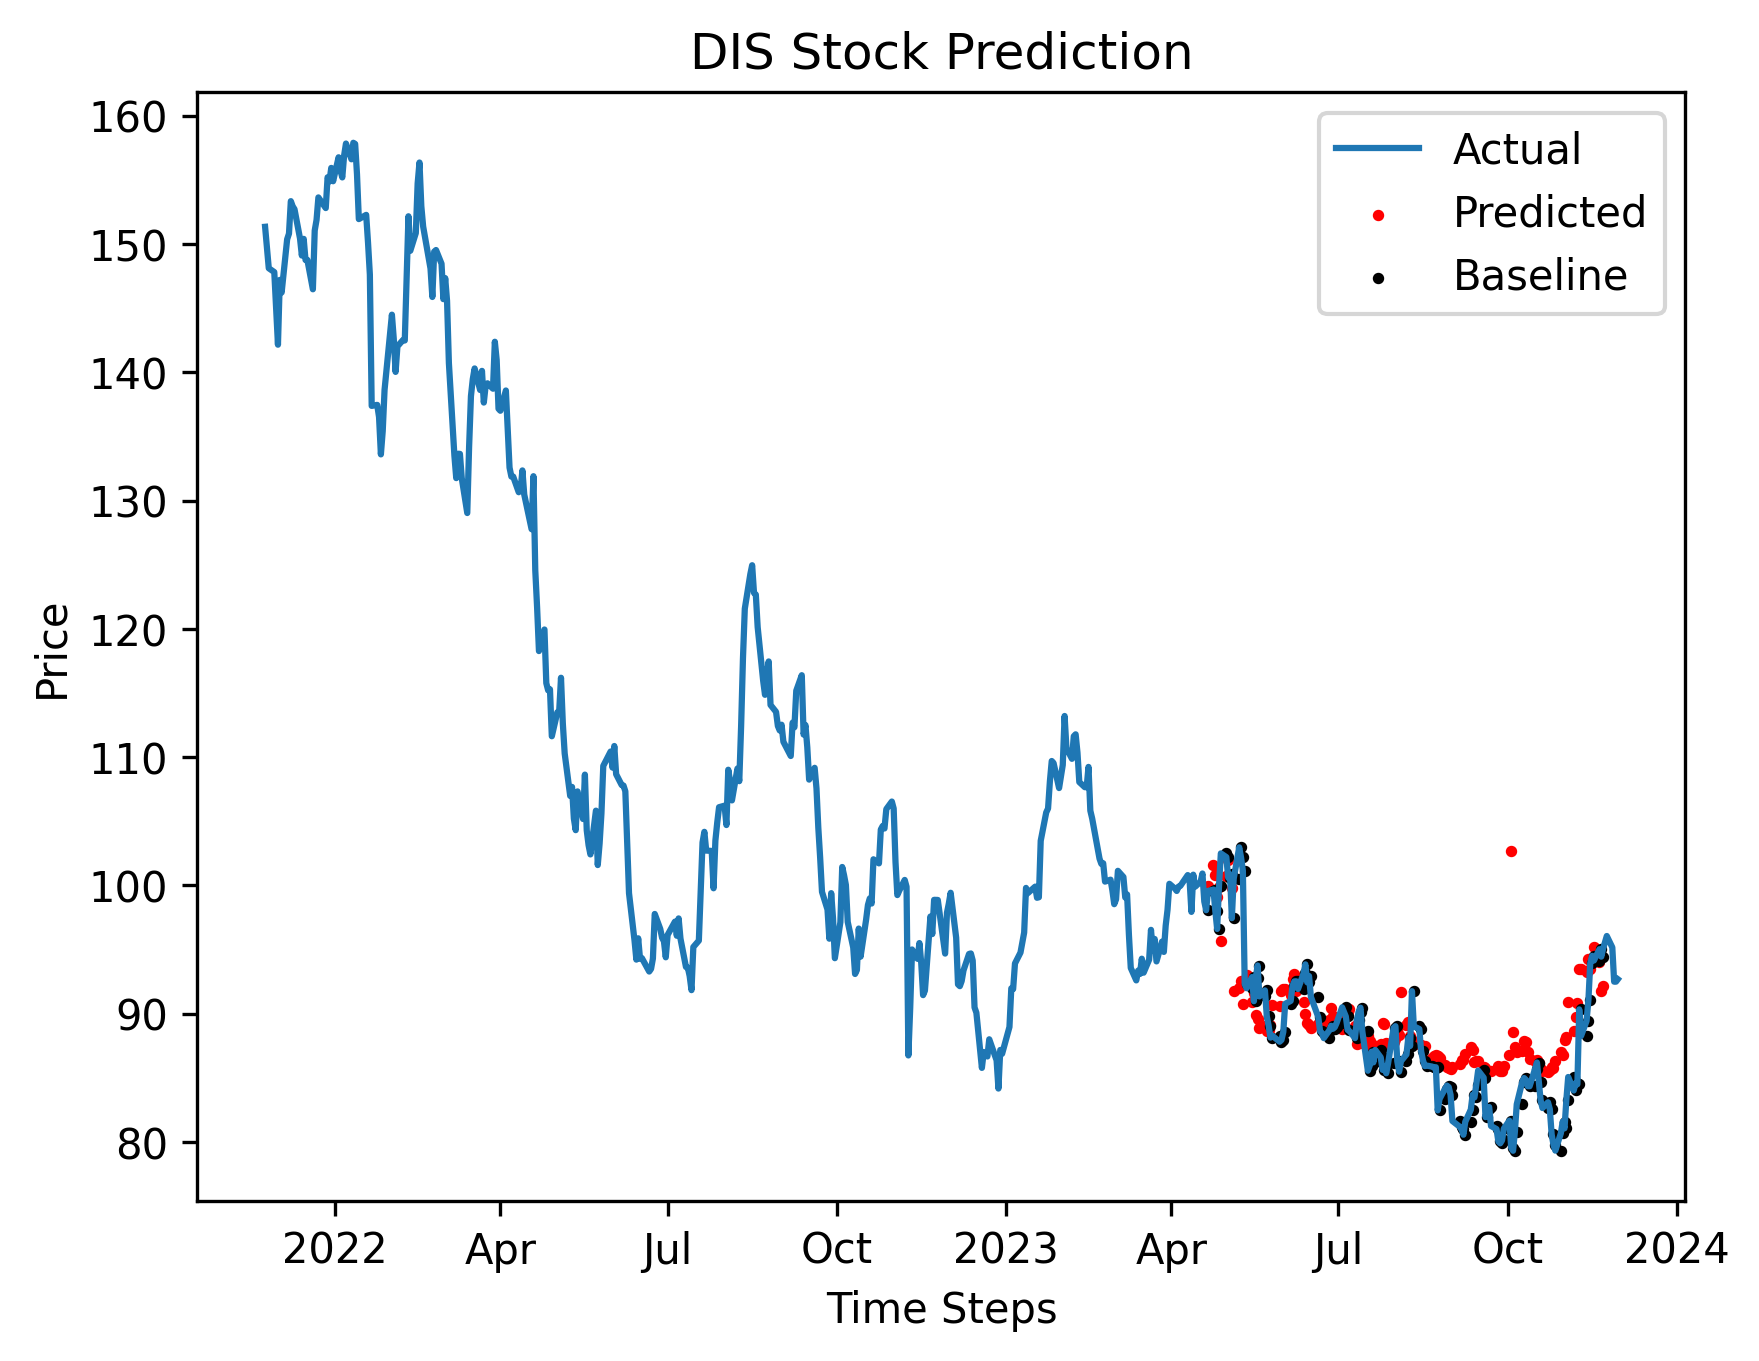 DIS Stock Prediction
160
150
140
130
120
110
100
90
80
Price
Actual
Predicted
Baseline
2022
Apr
Jul
Oct
2023
Apr
Jul
Oct
2024
Time Steps